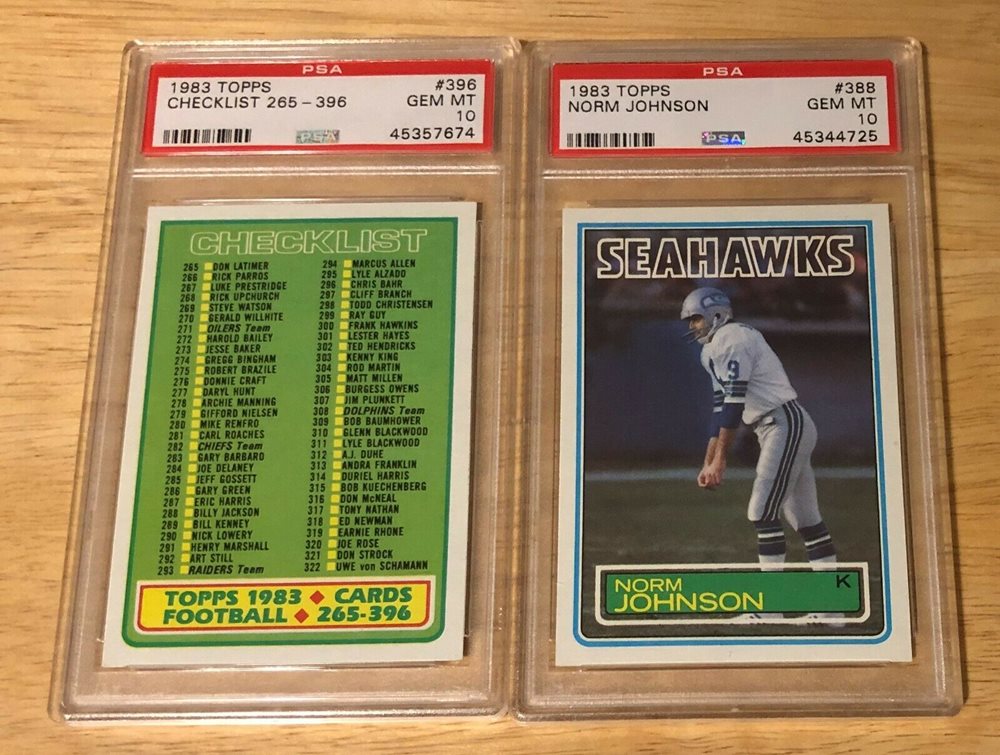 PSA
1983 TOPPS #396
CHECKLIST 265-396 GEM MT
10
PSA 45357674
CHECKLIST
265 DON LATIMER
266 RICK PARROS
267 LUKE PRESTRIDGE
268 RICK UPCHURCH
269 STEVE WATSON
270 GERALD WILLHITE
271 OILERS Team
272 HAROLD BAILEY
273 JESSE BAKER
274 GREGG BINGHAM
275 ROBERT BRAZILE
276 DONNIE CRAFT
277 DARYL HUNT
278 ARCHIE MANNING
279 GIFFORD NIELSEN
280 MIKE RENFRO
281 CARL ROACHES
282 CHIEFS Team
283 GARY BARBARO
284 JOE DELANEY
285 JEFF GOSSETT
286 GARY GREEN
287 ERIC HARRIS
288 BILLY JACKSON
289 BILL KENNEY
290 NICK LOWERY
291 HENRY MARSHALL
292 ART STILL
293 RAIDERS Team
294 MARCUS ALLEN
295 LYLE ALZADO
296 CHRIS BAHR
297 CLIFF BRANCH
298 TODD CHRISTENSEN
299 RAY GUY
300 FRANK HAWKINS
301 LESTER HAYES
302 TED HENDRICKS
303 KENNY KING
304 ROD MARTIN
305 MATT MILLEN
306 BURGESS OWENS
307 JIM PLUNKETT
308 DOLPHINS Team
309 BOB BAUMHOWER
310 GLENN BLACKWOOD
311 LYLE BLACKWOOD
312 A.J. DUHE
313 ANDRA FRANKLIN
314 DURIEL HARRIS
315 BOB KUECHENBERG
316 DON McNEAL
317 TONY NATHAN
318 ED NEWMAN
319 EARNIE RHONE
320 JOE ROSE
321 DON STROCK
322 UWE von SCHAMANN
TOPPS 1983 ♦ CARDS
FOOTBALL ♦ 265-396
PSA
1983 TOPPS #388
NORM JOHNSON GEM MT
10
PSA 45344725
SEAHAWKS
9
NORM K
JOHNSON